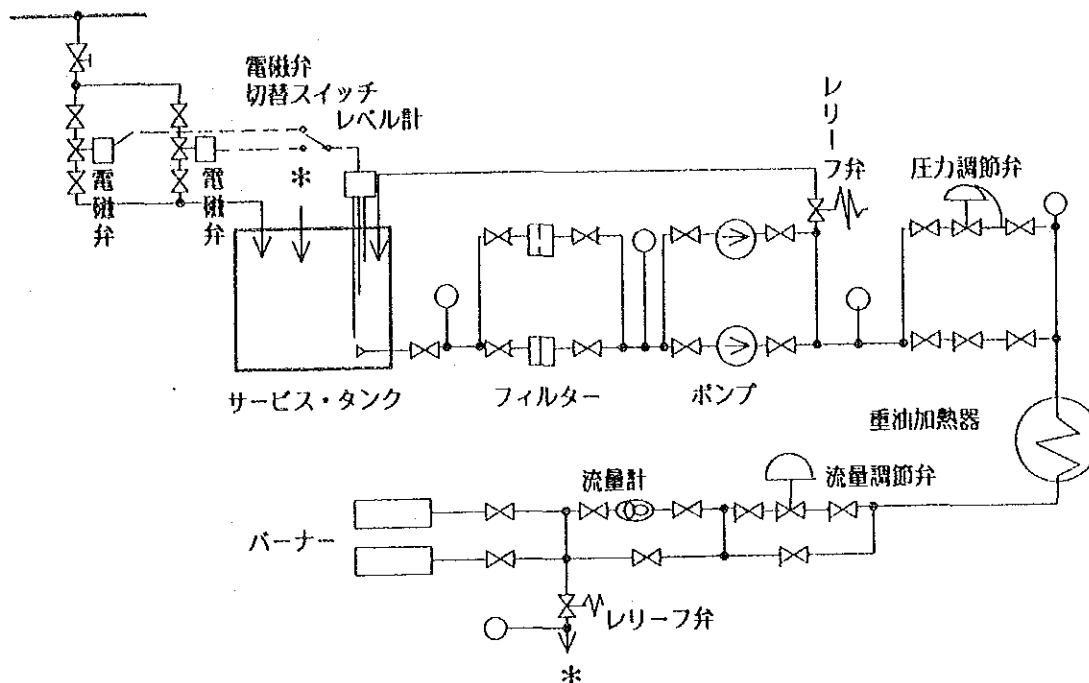 電磁弁
切替スイッチ
レベル計
レリーフ弁
圧力調節弁
電磁弁
電磁弁
*
サービス・タンク
フィルター
ポンプ
重油加熱器
流量計
流量調節弁
バーナー
レリーフ弁
*